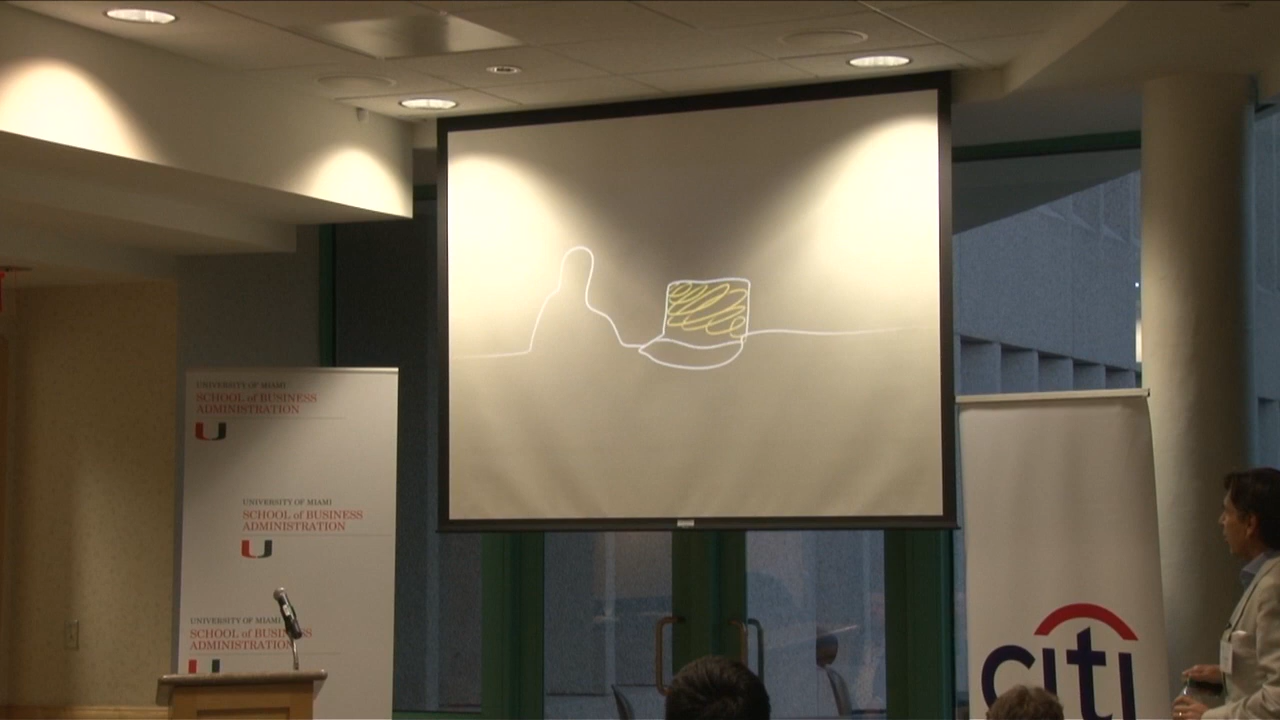 UNIVERSITY OF MIAMI
SCHOOL of BUSINESS
ADMINISTRATION
U
UNIVERSITY OF MIAMI
SCHOOL of BUSINESS
ADMINISTRATION
U
UNIVERSITY OF MIAMI
SCHOOL of BUSINESS
ADMINISTRATION
citi